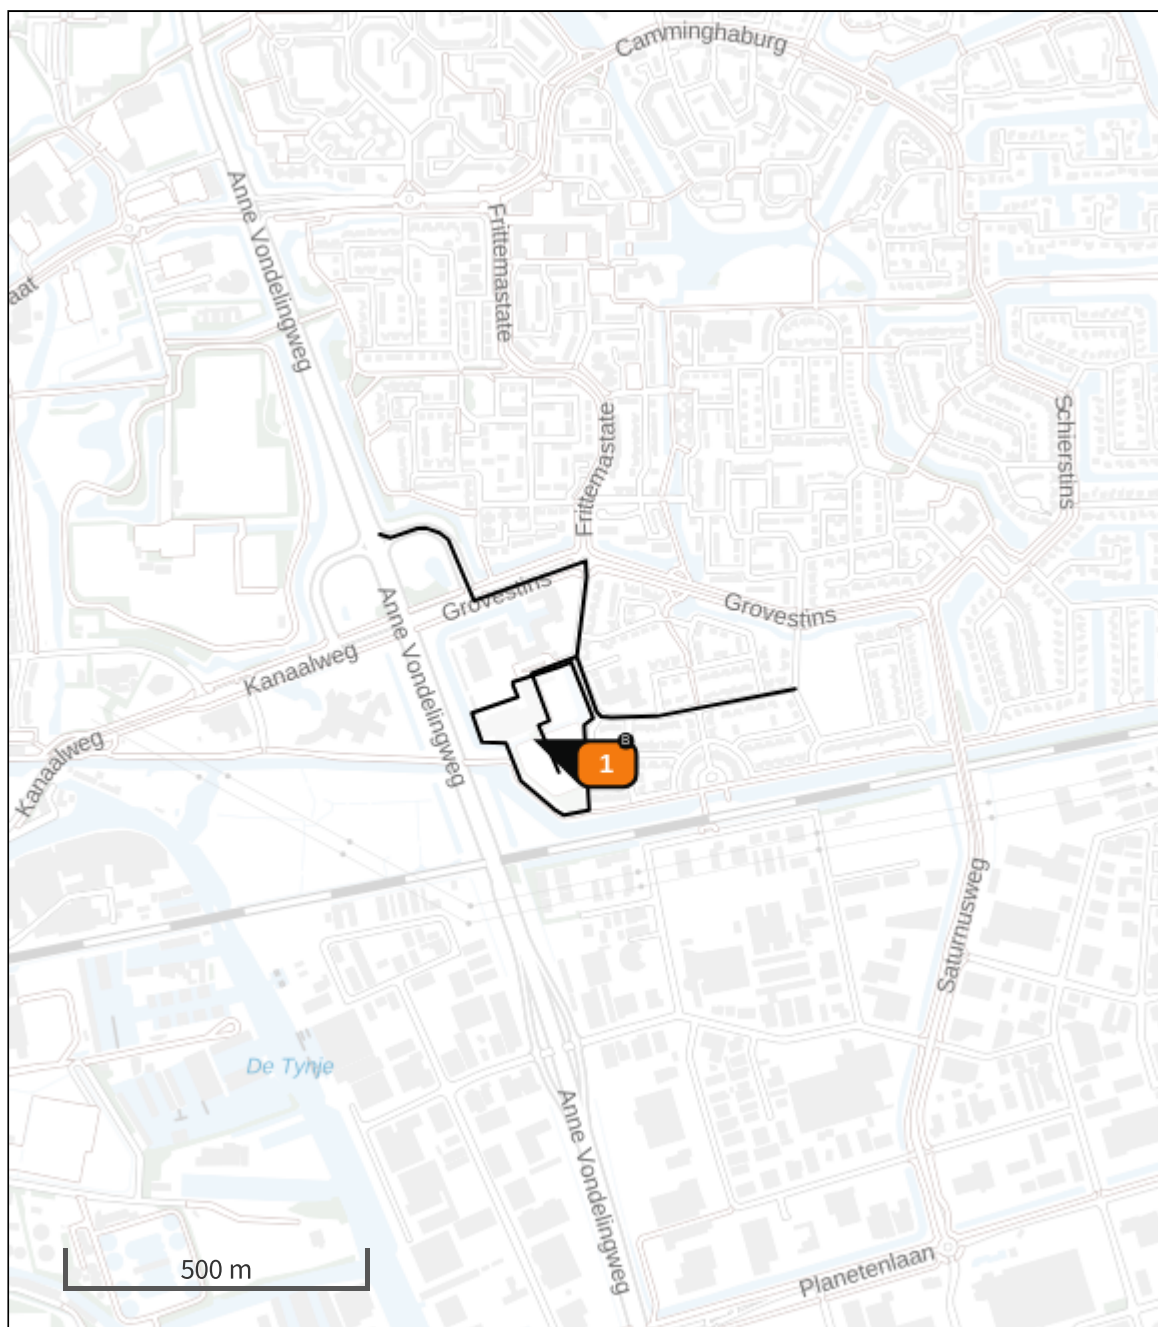 Camminghaburg
Anne Vondelingweg
Frittemastate
aat
Schierstins
Frittemastate
Grovestins
Grovestins
Anne Vondelingweg
Kanaalweg
Kanaalweg
B
1
Saturnusweg
De Tynje
Anne Vondelingweg
500 m
Planetenlaan